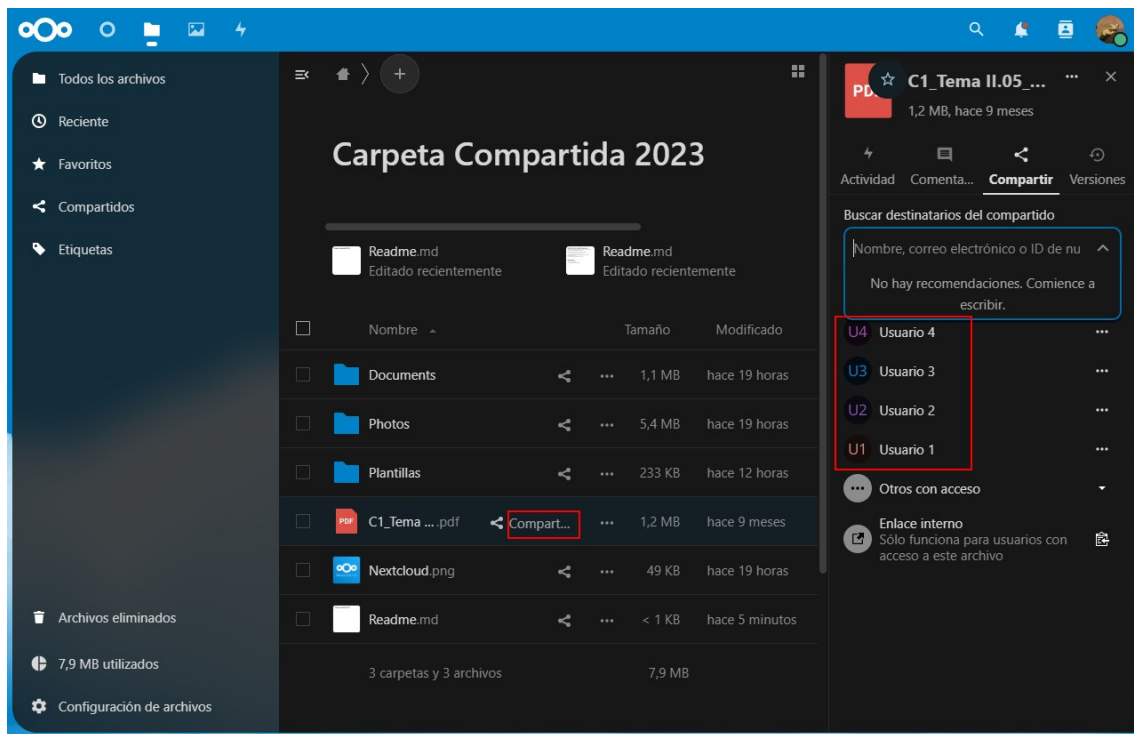 Todos los archivos
Reciente
Favoritos
Compartidos
Etiquetas
Archivos eliminados
7,9 MB utilizados
Configuración de archivos
Carpeta Compartida 2023
Readme.md
Editado recientemente
Readme.md
Editado recientemente
Nombre Tamaño Modificado
Documents 1,1 MB hace 19 horas
Photos 5,4 MB hace 19 horas
Plantillas 233 KB hace 12 horas
PDF C1_Tema ... .pdf Compart... 1,2 MB hace 9 meses
Nextcloud.png 49 KB hace 19 horas
Readme.md < 1 KB hace 5 minutos
3 carpetas y 3 archivos 7,9 MB
C1_Tema II.05_...
1,2 MB, hace 9 meses
Actividad Comenta... Compartir Versiones
Buscar destinatarios del compartido
Nombre, correo electrónico o ID de nu
No hay recomendaciones. Comience a
escribir.
U4 Usuario 4
U3 Usuario 3
U2 Usuario 2
U1 Usuario 1
Otros con acceso
Enlace interno
Sólo funciona para usuarios con
acceso a este archivo